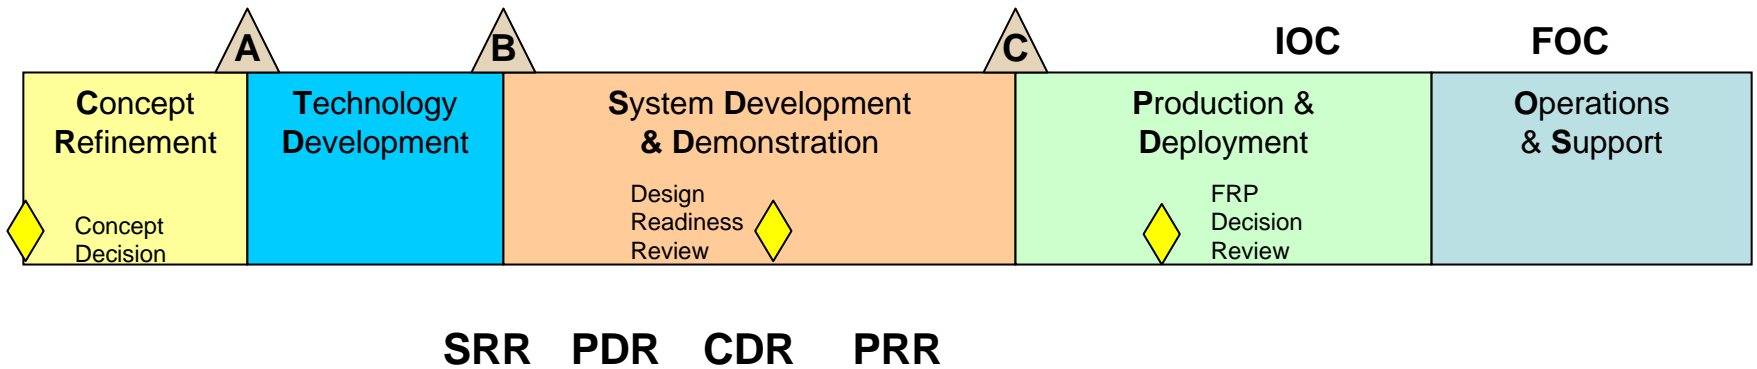 A
B
C
IOC
FOC
Concept
Refinement
Technology
Development
System Development
& Demonstration
Production &
Deployment
Operations
& Support
Concept
Decision
Design
Readiness
Review
FRP
Decision
Review
SRR PDR CDR PRR